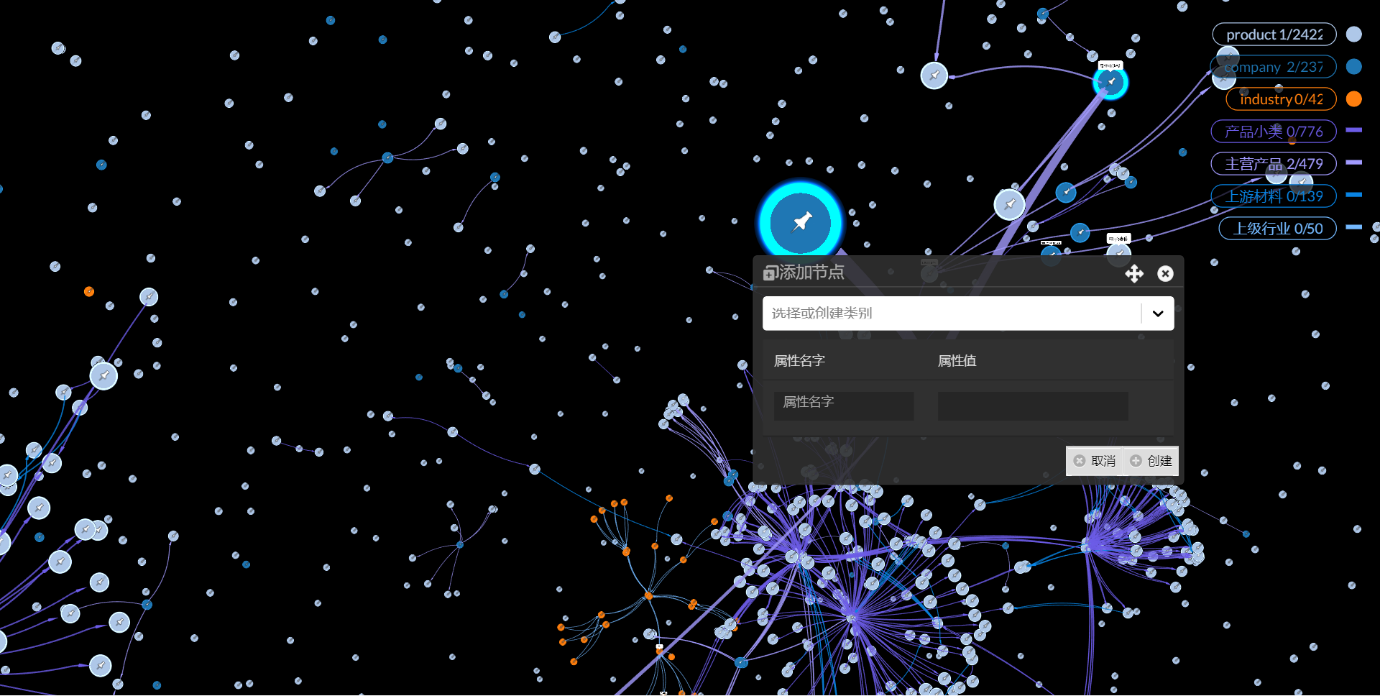 product 1/2422
company 2/237
industry 0/42
产品小类 0/776
主营产品 2/479
上游材料 0/139
上级行业 0/50
添加节点
选择或创建类别
属性名字 属性值
属性名字
取消 创建